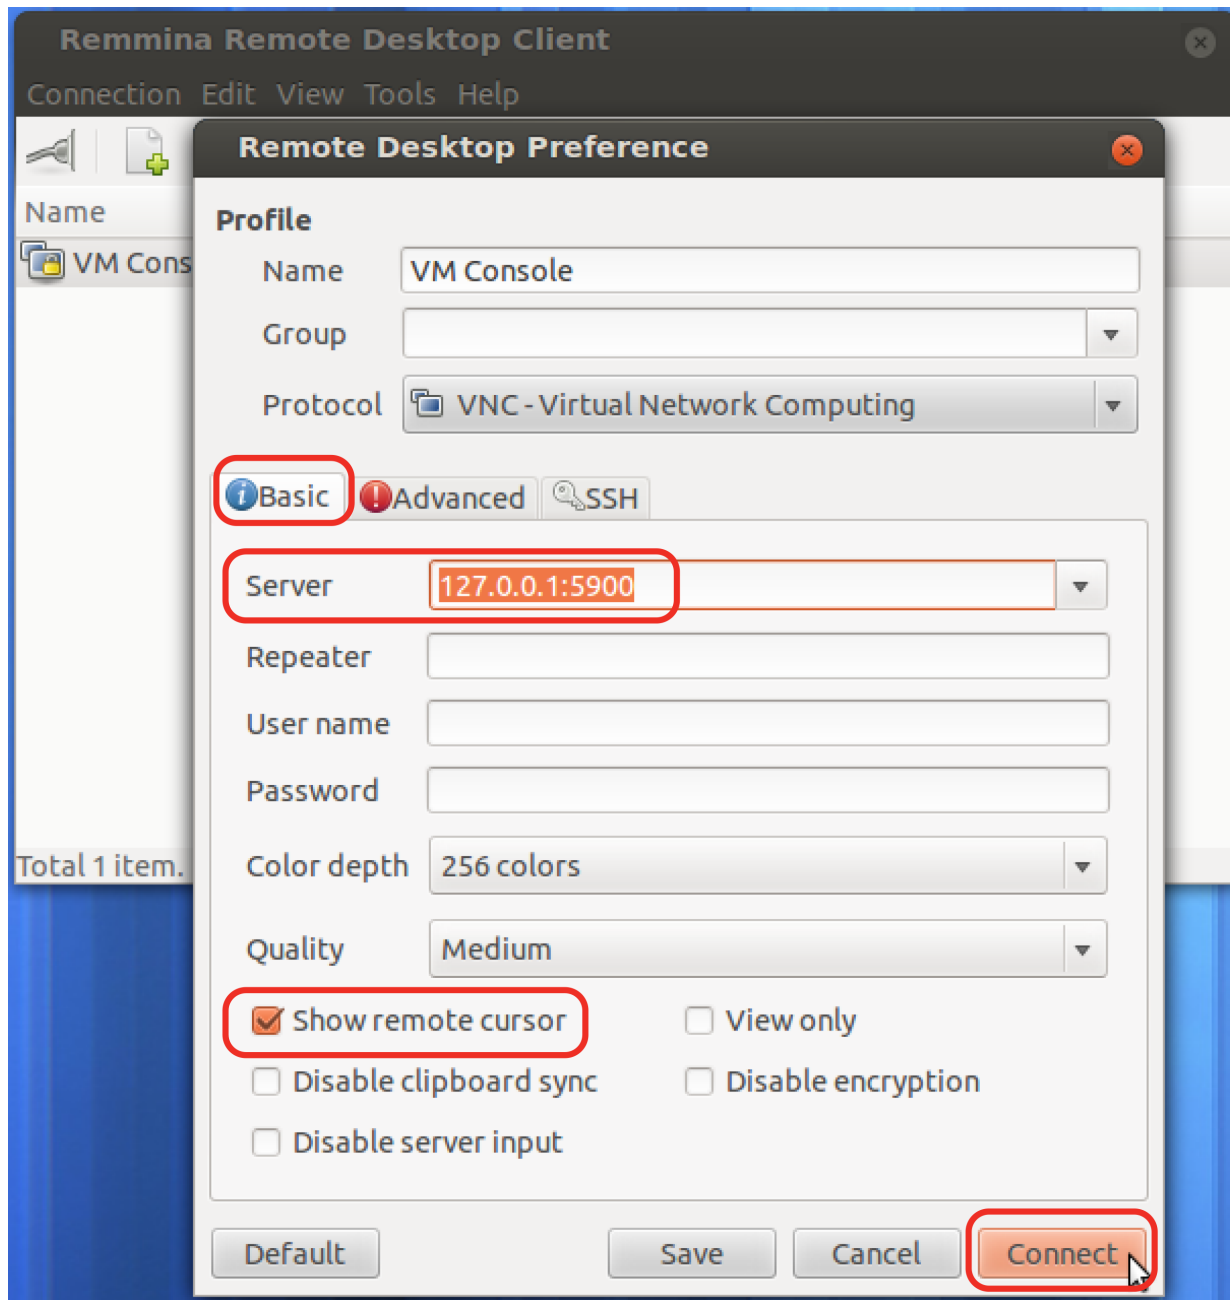 Remmina Remote Desktop Client
Connection Edit View Tools Help
Remote Desktop Preference
Name
VM Cons
Total 1 item.
Profile
Name VM Console
Group
Protocol VNC - Virtual Network Computing
Basic Advanced SSH
Server 127.0.0.1:5900
Repeater
User name
Password
Color depth 256 colors
Quality Medium
Show remote cursor View only
Disable clipboard sync Disable encryption
Disable server input
Default Save Cancel Connect